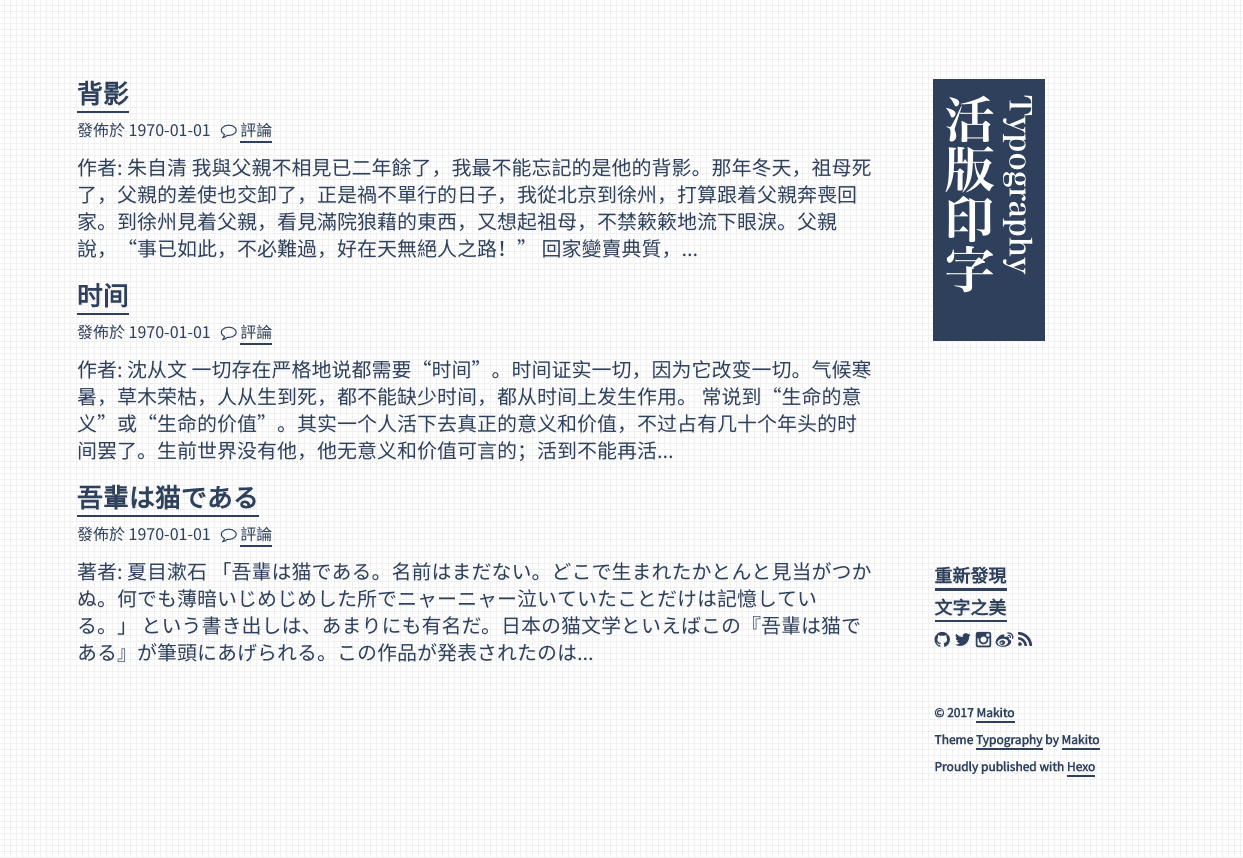 背影
發佈於 1970-01-01 評論
作者: 朱自清 我與父親不相見已二年餘了，我最不能忘記的是他的背影。那年冬天，祖母死
了，父親的差使也交卸了，正是禍不單行的日子，我從北京到徐州，打算跟着父親奔喪回
家。到徐州見着父親，看見滿院狼藉的東西，又想起祖母，不禁簌簌地流下眼淚。父親
說，“事已如此，不必難過，好在天無絕人之路！” 回家變賣典質，...
时间
發佈於 1970-01-01 評論
作者: 沈从文 一切存在严格地说都需要“时间”。时间证实一切，因为它改变一切。气候寒
暑，草木荣枯，人从生到死，都不能缺少时间，都从时间上发生作用。 常说到“生命的意
义”或“生命的价值”。其实一个人活下去真正的意义和价值，不过占有几十个年头的时
间罢了。生前世界没有他，他无意义和价值可言的；活到不能再活...
吾輩は猫である
發佈於 1970-01-01 評論
著者: 夏目漱石 「吾輩は猫である。名前はまだない。どこで生まれたかとんと見当がつか
ぬ。何でも薄暗いじめじめした所でニャーニャー泣いていたことだけは記憶してい
る。」 という書き出しは、あまりにも有名だ。日本の猫文学といえばこの『吾輩は猫で
ある』が筆頭にあげられる。この作品が発表されたのは...
Typography
活版印字
重新發現
文字之美
© 2017 Makito
Theme Typography by Makito
Proudly published with Hexo